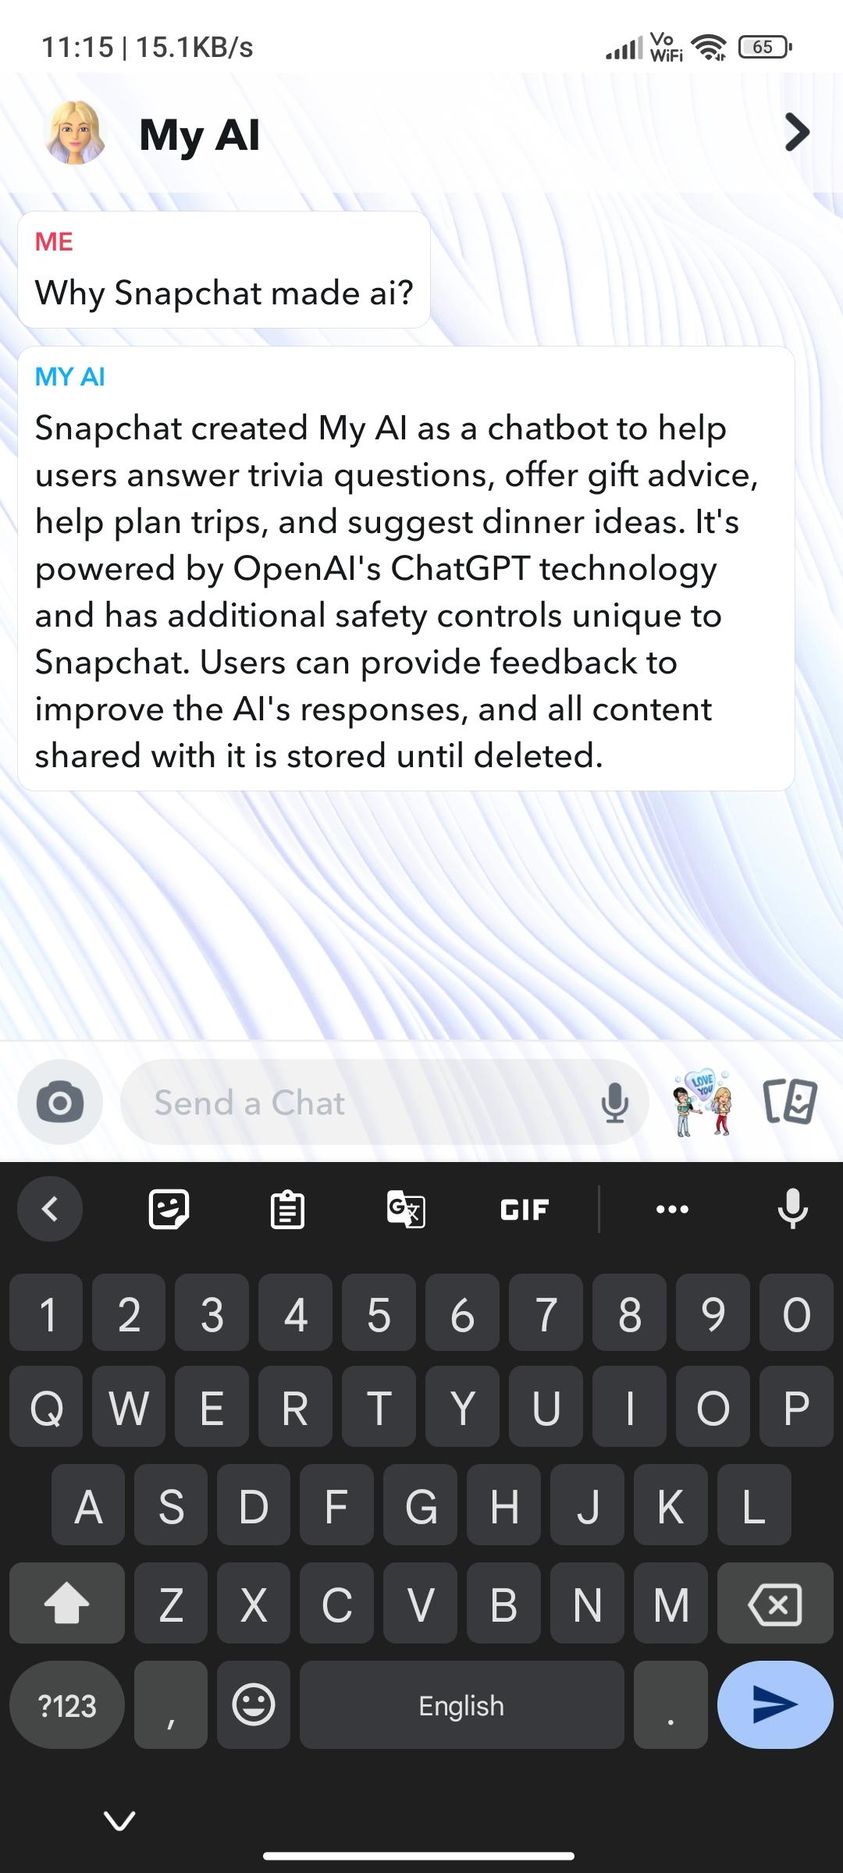 11:15 | 15.1KB/s
Vo
WiFi
65
My AI
ME
Why Snapchat made ai?
MY AI
Snapchat created My AI as a chatbot to help
users answer trivia questions, offer gift advice,
help plan trips, and suggest dinner ideas. It's
powered by OpenAI's ChatGPT technology
and has additional safety controls unique to
Snapchat. Users can provide feedback to
improve the AI's responses, and all content
shared with it is stored until deleted.
Send a Chat
LOVE
YOU
G文
GIF
1 2 3 4 5 6 7 8 9 0
Q W E R T Y U I O P
A S D F G H J K L
Z X C V B N M
?123 , English .